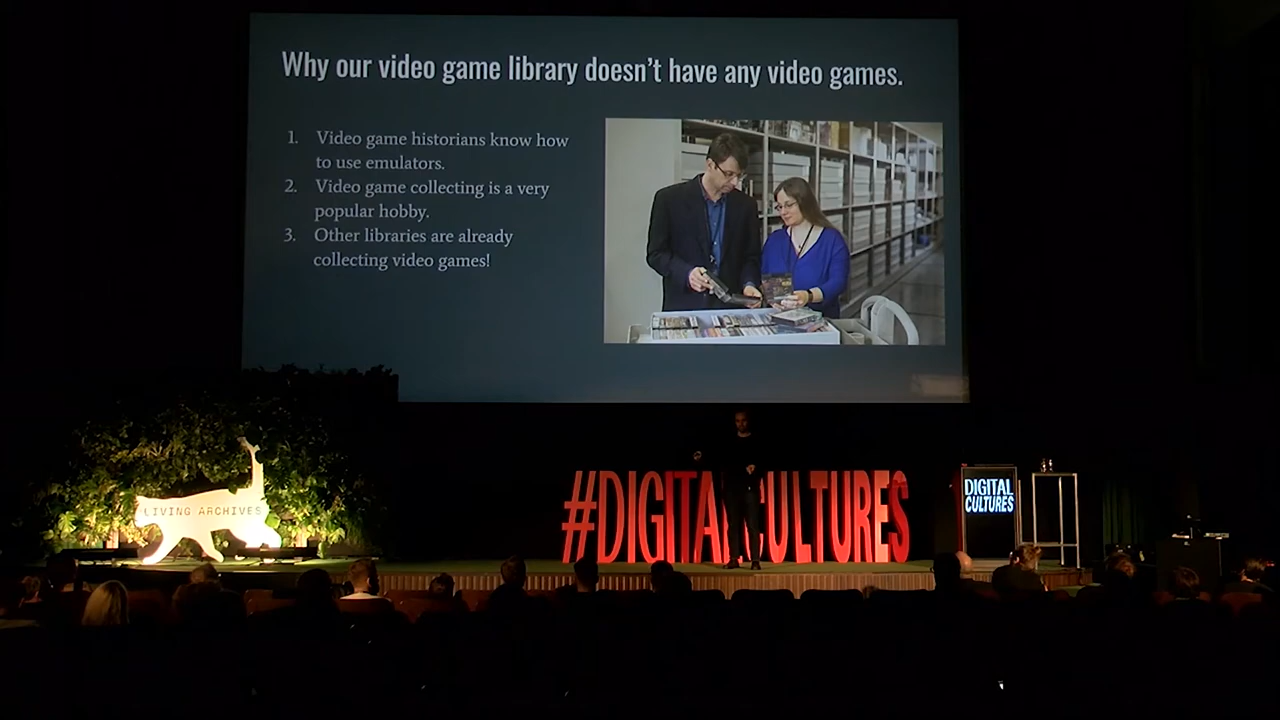 Why our video game library doesn't have any video games.
1. Video game historians know how
to use emulators.
2. Video game collecting is a very
popular hobby.
3. Other libraries are already
collecting video games!
LIVING ARCHIVES
#DIGITAL CULTURES
DIGITAL
CULTURES